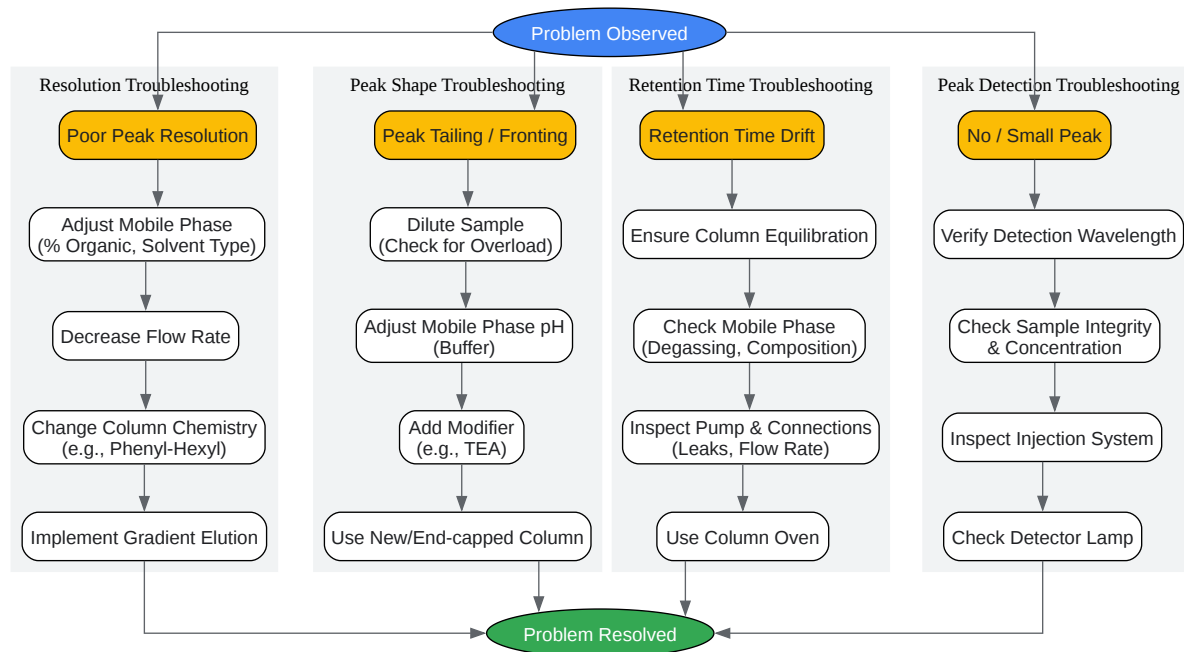 Problem Observed
Resolution Troubleshooting
Poor Peak Resolution
Adjust Mobile Phase
(% Organic, Solvent Type)
Decrease Flow Rate
Change Column Chemistry
(e.g., Phenyl-Hexyl)
Implement Gradient Elution
Peak Shape Troubleshooting
Peak Tailing / Fronting
Dilute Sample
(Check for Overload)
Adjust Mobile Phase pH
(Buffer)
Add Modifier
(e.g., TEA)
Use New/End-capped Column
Retention Time Troubleshooting
Retention Time Drift
Ensure Column Equilibration
Check Mobile Phase
(Degassing, Composition)
Inspect Pump & Connections
(Leaks, Flow Rate)
Use Column Oven
Peak Detection Troubleshooting
No / Small Peak
Verify Detection Wavelength
Check Sample Integrity
& Concentration
Inspect Injection System
Check Detector Lamp
Problem Resolved